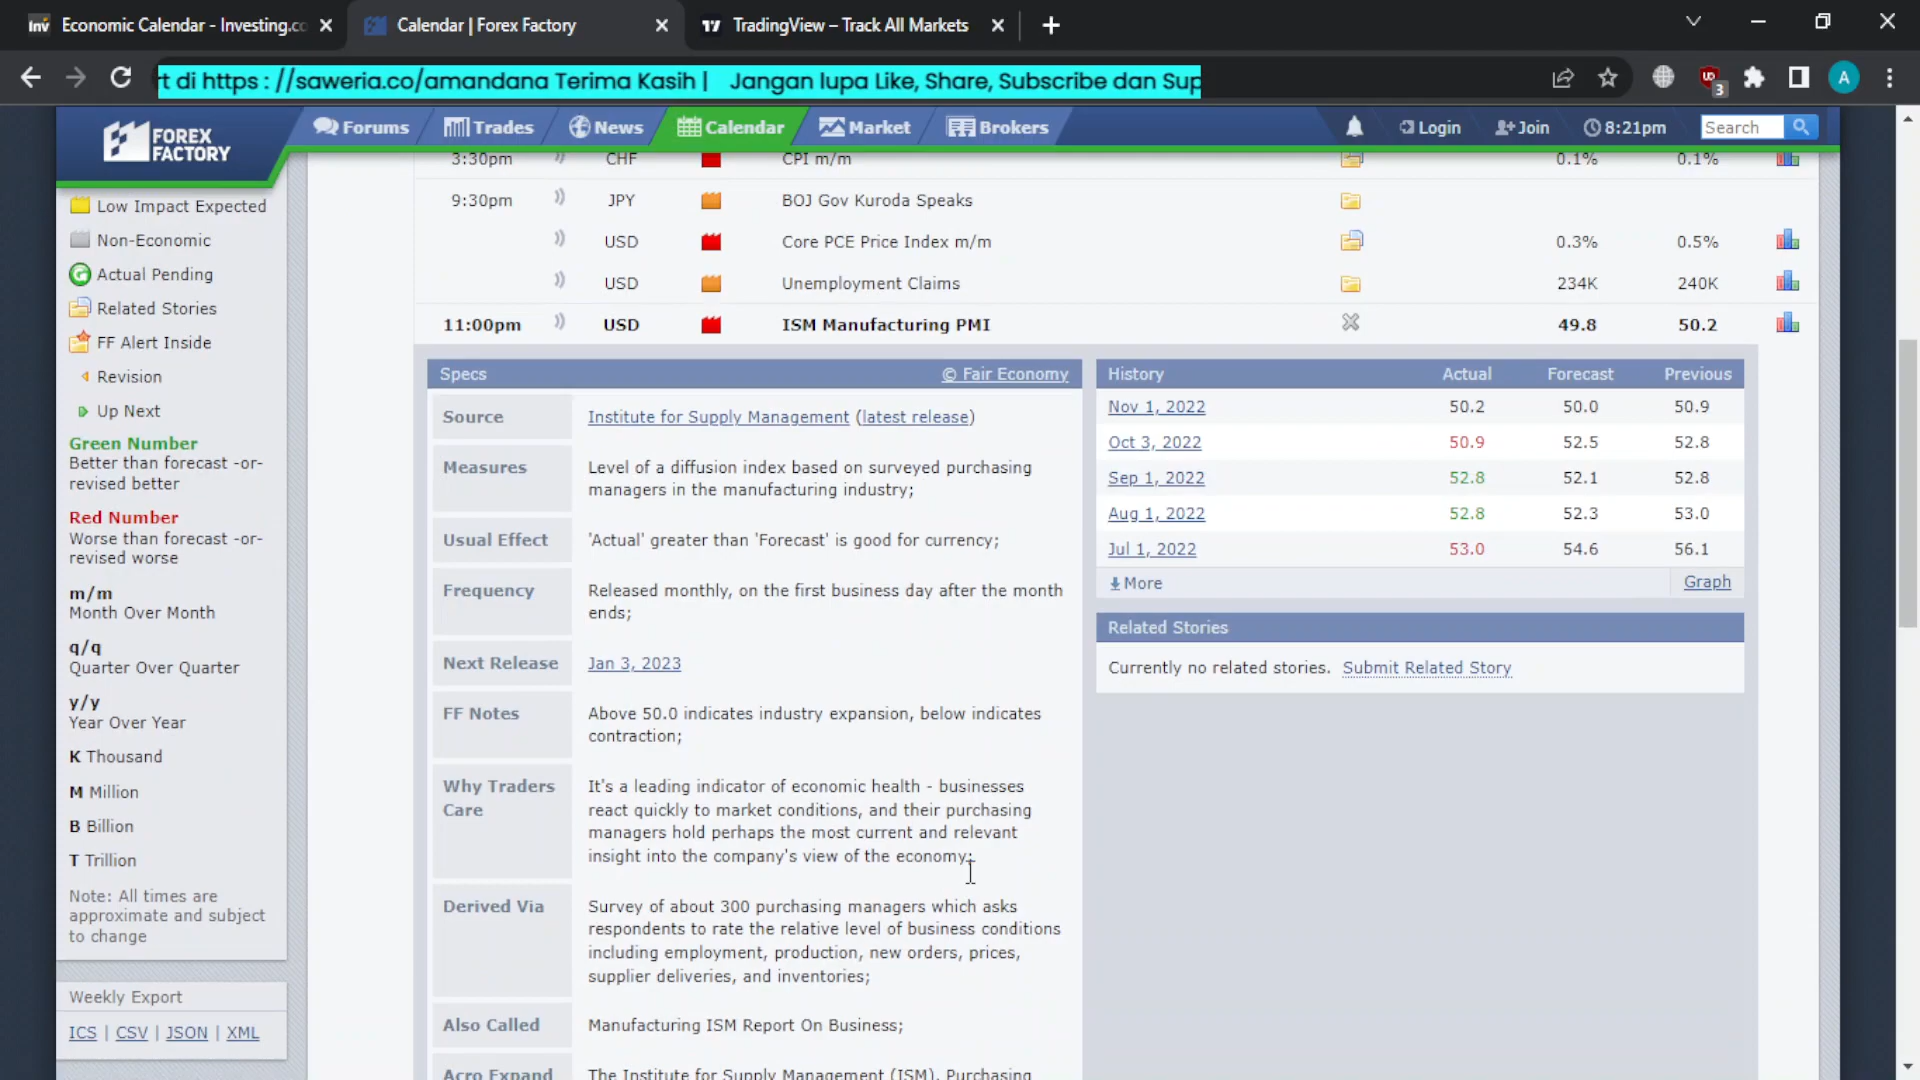 Economic Calendar - Investing.co
Calendar | Forex Factory
TradingView – Track All Markets
rt di https : //saweria.co/amandana Terima Kasih |    Jangan lupa Like, Share, Subscribe dan Sup
3
A
FOREX FACTORY
Forums
Trades
News
Calendar
Market
Brokers
Login
Join
8:21pm
Search
Low Impact Expected
Non-Economic
Actual Pending
Related Stories
FF Alert Inside
Revision
Up Next
Green Number
Better than forecast -or-
revised better
Red Number
Worse than forecast -or-
revised worse
m/m
Month Over Month
q/q
Quarter Over Quarter
y/y
Year Over Year
K Thousand
M Million
B Billion
T Trillion
Note: All times are
approximate and subject
to change
Weekly Export
ICS | CSV | JSON | XML
3:30pm CHF CPI m/m 0.1% 0.1%
9:30pm JPY BOJ Gov Kuroda Speaks
USD Core PCE Price Index m/m 0.3% 0.5%
USD Unemployment Claims 234K 240K
11:00pm USD ISM Manufacturing PMI 49.8 50.2
Specs © Fair Economy
Source Institute for Supply Management (latest release)
Measures Level of a diffusion index based on surveyed purchasing
managers in the manufacturing industry;
Usual Effect 'Actual' greater than 'Forecast' is good for currency;
Frequency Released monthly, on the first business day after the month
ends;
Next Release Jan 3, 2023
FF Notes Above 50.0 indicates industry expansion, below indicates
contraction;
Why Traders It's a leading indicator of economic health - businesses
Care react quickly to market conditions, and their purchasing
managers hold perhaps the most current and relevant
insight into the company's view of the economy;
Derived Via Survey of about 300 purchasing managers which asks
respondents to rate the relative level of business conditions
including employment, production, new orders, prices,
supplier deliveries, and inventories;
Also Called Manufacturing ISM Report On Business;
Acro Expand The Institute for Supply Management (ISM), Purchasing
History Actual Forecast Previous
Nov 1, 2022 50.2 50.0 50.9
Oct 3, 2022 50.9 52.5 52.8
Sep 1, 2022 52.8 52.1 52.8
Aug 1, 2022 52.8 52.3 53.0
Jul 1, 2022 53.0 54.6 56.1
More Graph
Related Stories
Currently no related stories. Submit Related Story